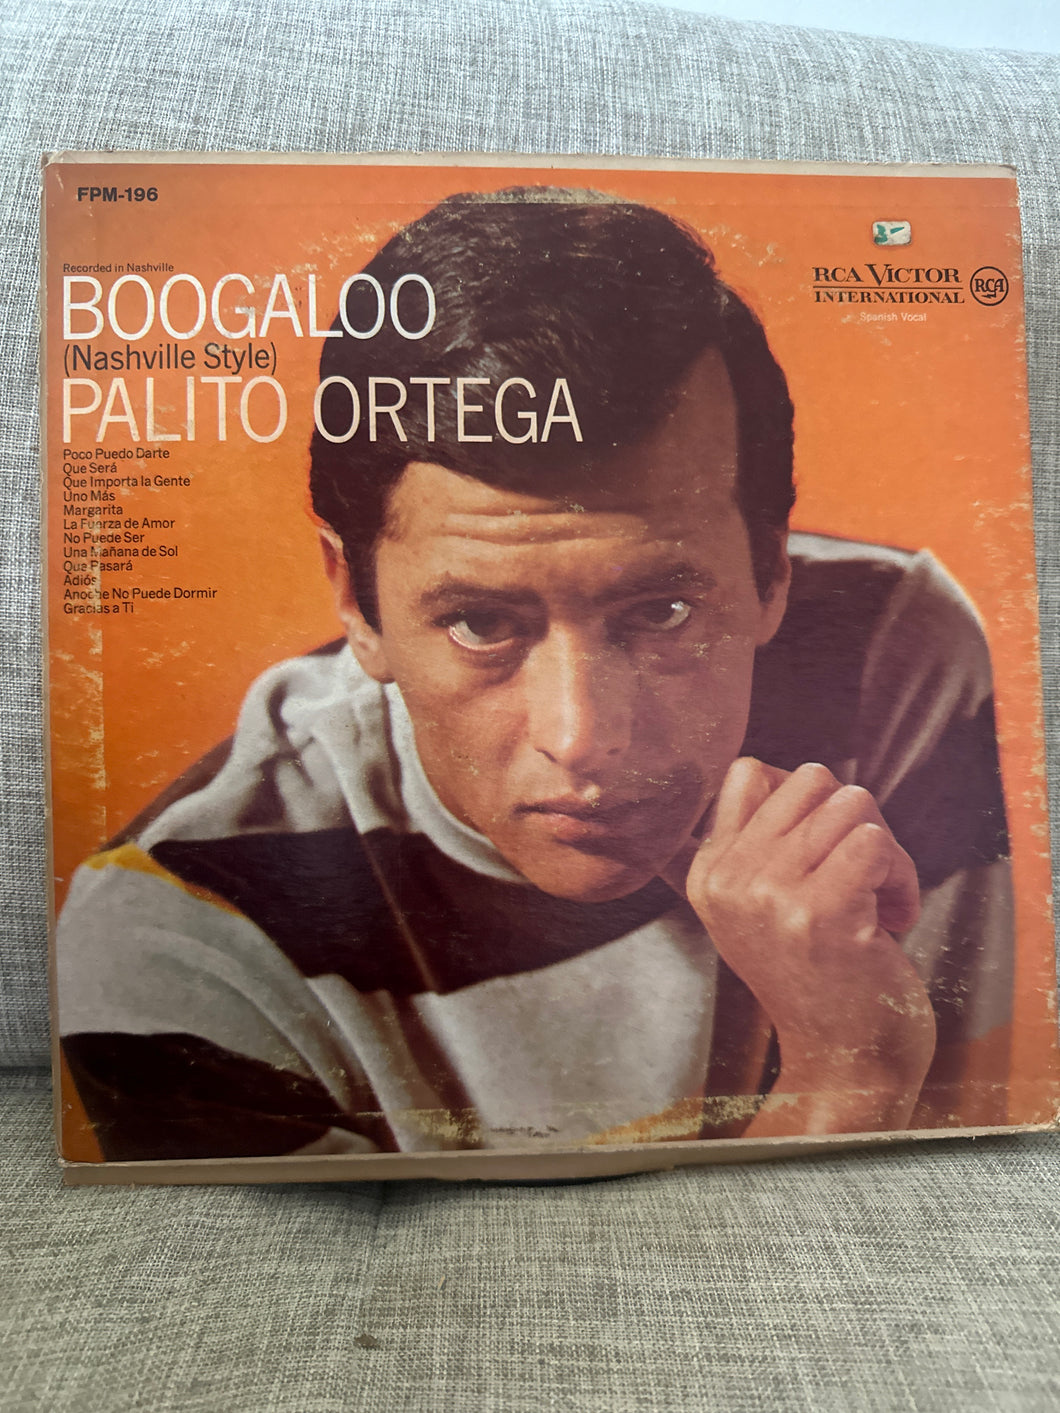 FPM-196
Recorded in Nashville
BOOGALOO
(Nashville Style)
PALITO ORTEGA
Poco Puedo Darte
Que Será
Que Importa la Gente
Uno Más
Margarita
La Fuerza de Amor
No Puede Ser
Una Mañana de Sol
Qua Pasará
Adiós
Anoche No Puede Dormir
Gracias a Ti
RCA VICTOR
INTERNATIONAL
RCA
Spanish Vocal